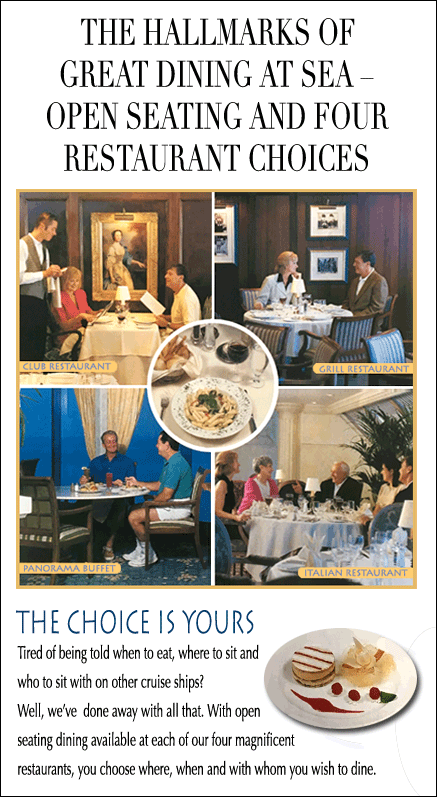 THE HALLMARKS OF
GREAT DINING AT SEA –
OPEN SEATING AND FOUR
RESTAURANT CHOICES
CLUB RESTAURANT
GRILL RESTAURANT
PANORAMA BUFFET
ITALIAN RESTAURANT
THE CHOICE IS YOURS
Tired of being told when to eat, where to sit and
who to sit with on other cruise ships?
Well, we've done away with all that. With open
seating dining available at each of our four magnificent
restaurants, you choose where, when and with whom you wish to dine.